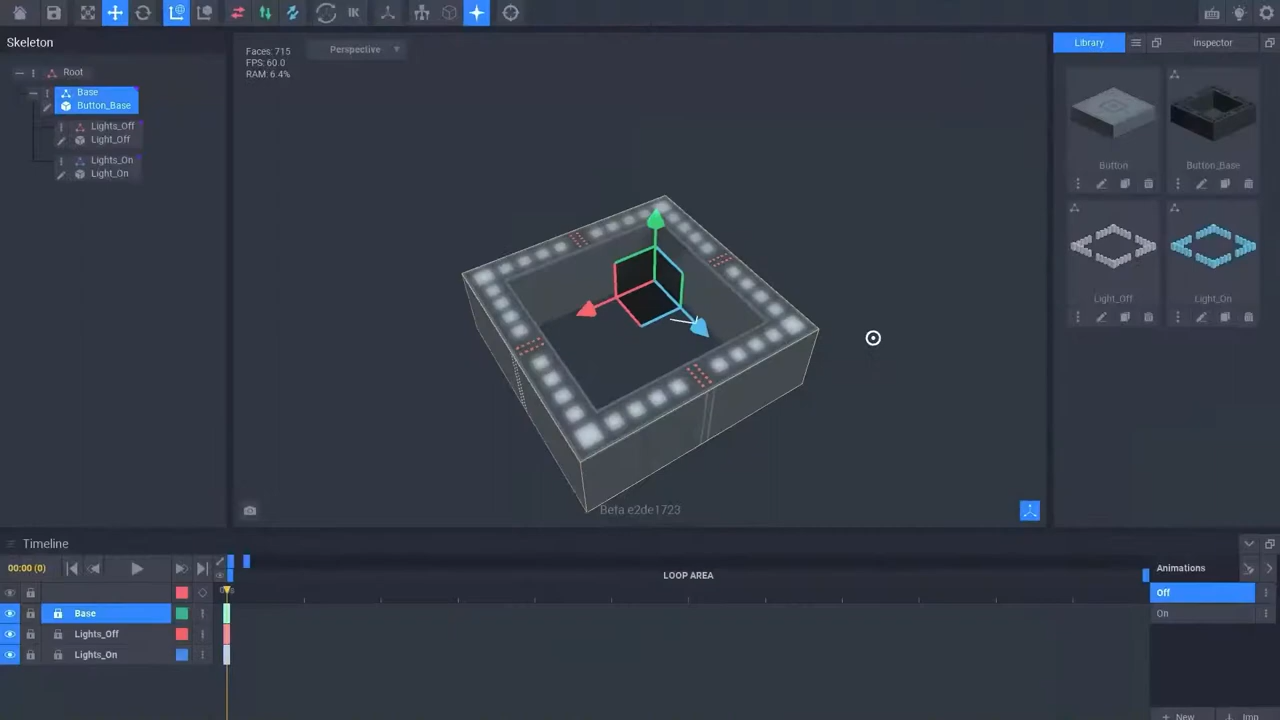 IK
Skeleton
Root
Base
Button_Base
Lights_Off
Light_Off
Lights_On
Light_On
Faces: 715
FPS: 60.0
RAM: 6.4%
Perspective
Beta e2de1723
Library
Inspector
Button
Button_Base
Light_Off
Light_On
Timeline
00:00 (0)
LOOP AREA
Base
Lights_Off
Lights_On
Animations
Off
On
New
Imp